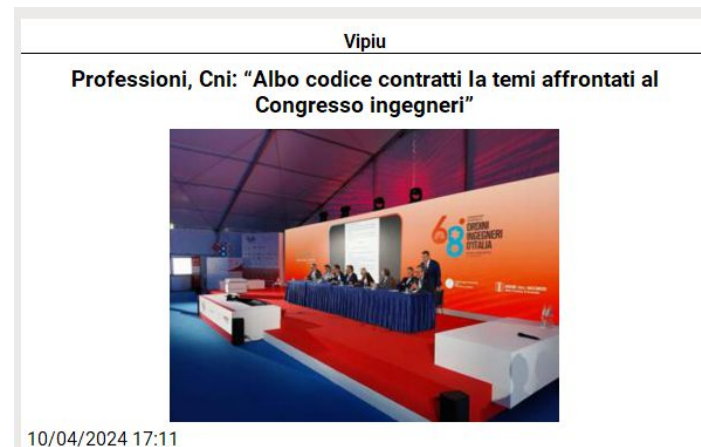 Vipiu
Professioni, Cni: “Albo codice contratti Ia temi affrontati al
Congresso ingegneri”
68°
ORDINI
INGEGNERI
D'ITALIA
10/04/2024 17:11